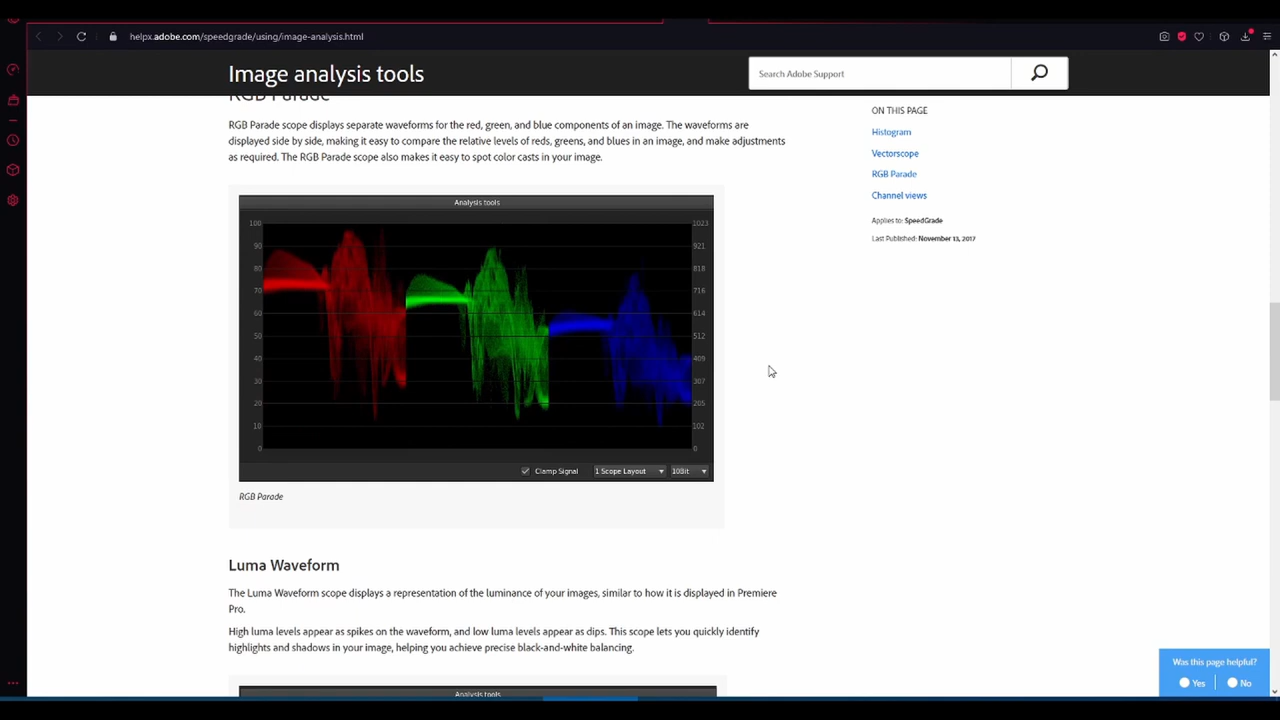 helpx.adobe.com/speedgrade/using/image-analysis.html
Image analysis tools
Search Adobe Support
RGB Parade
RGB Parade scope displays separate waveforms for the red, green, and blue components of an image. The waveforms are
displayed side by side, making it easy to compare the relative levels of reds, greens, and blues in an image, and make adjustments
as required. The RGB Parade scope also makes it easy to spot color casts in your image.
ON THIS PAGE
Histogram
Vectorscope
RGB Parade
Channel views
Applies to: SpeedGrade
Last Published: November 13, 2017
Analysis tools
100 1023
90 921
80 818
70 716
60 614
50 512
40 409
30 307
20 205
10 102
0 0
Clamp Signal 1 Scope Layout 10Bit
RGB Parade
Luma Waveform
The Luma Waveform scope displays a representation of the luminance of your images, similar to how it is displayed in Premiere
Pro.
High luma levels appear as spikes on the waveform, and low luma levels appear as dips. This scope lets you quickly identify
highlights and shadows in your image, helping you achieve precise black-and-white balancing.
Analysis tools
Was this page helpful?
Yes No